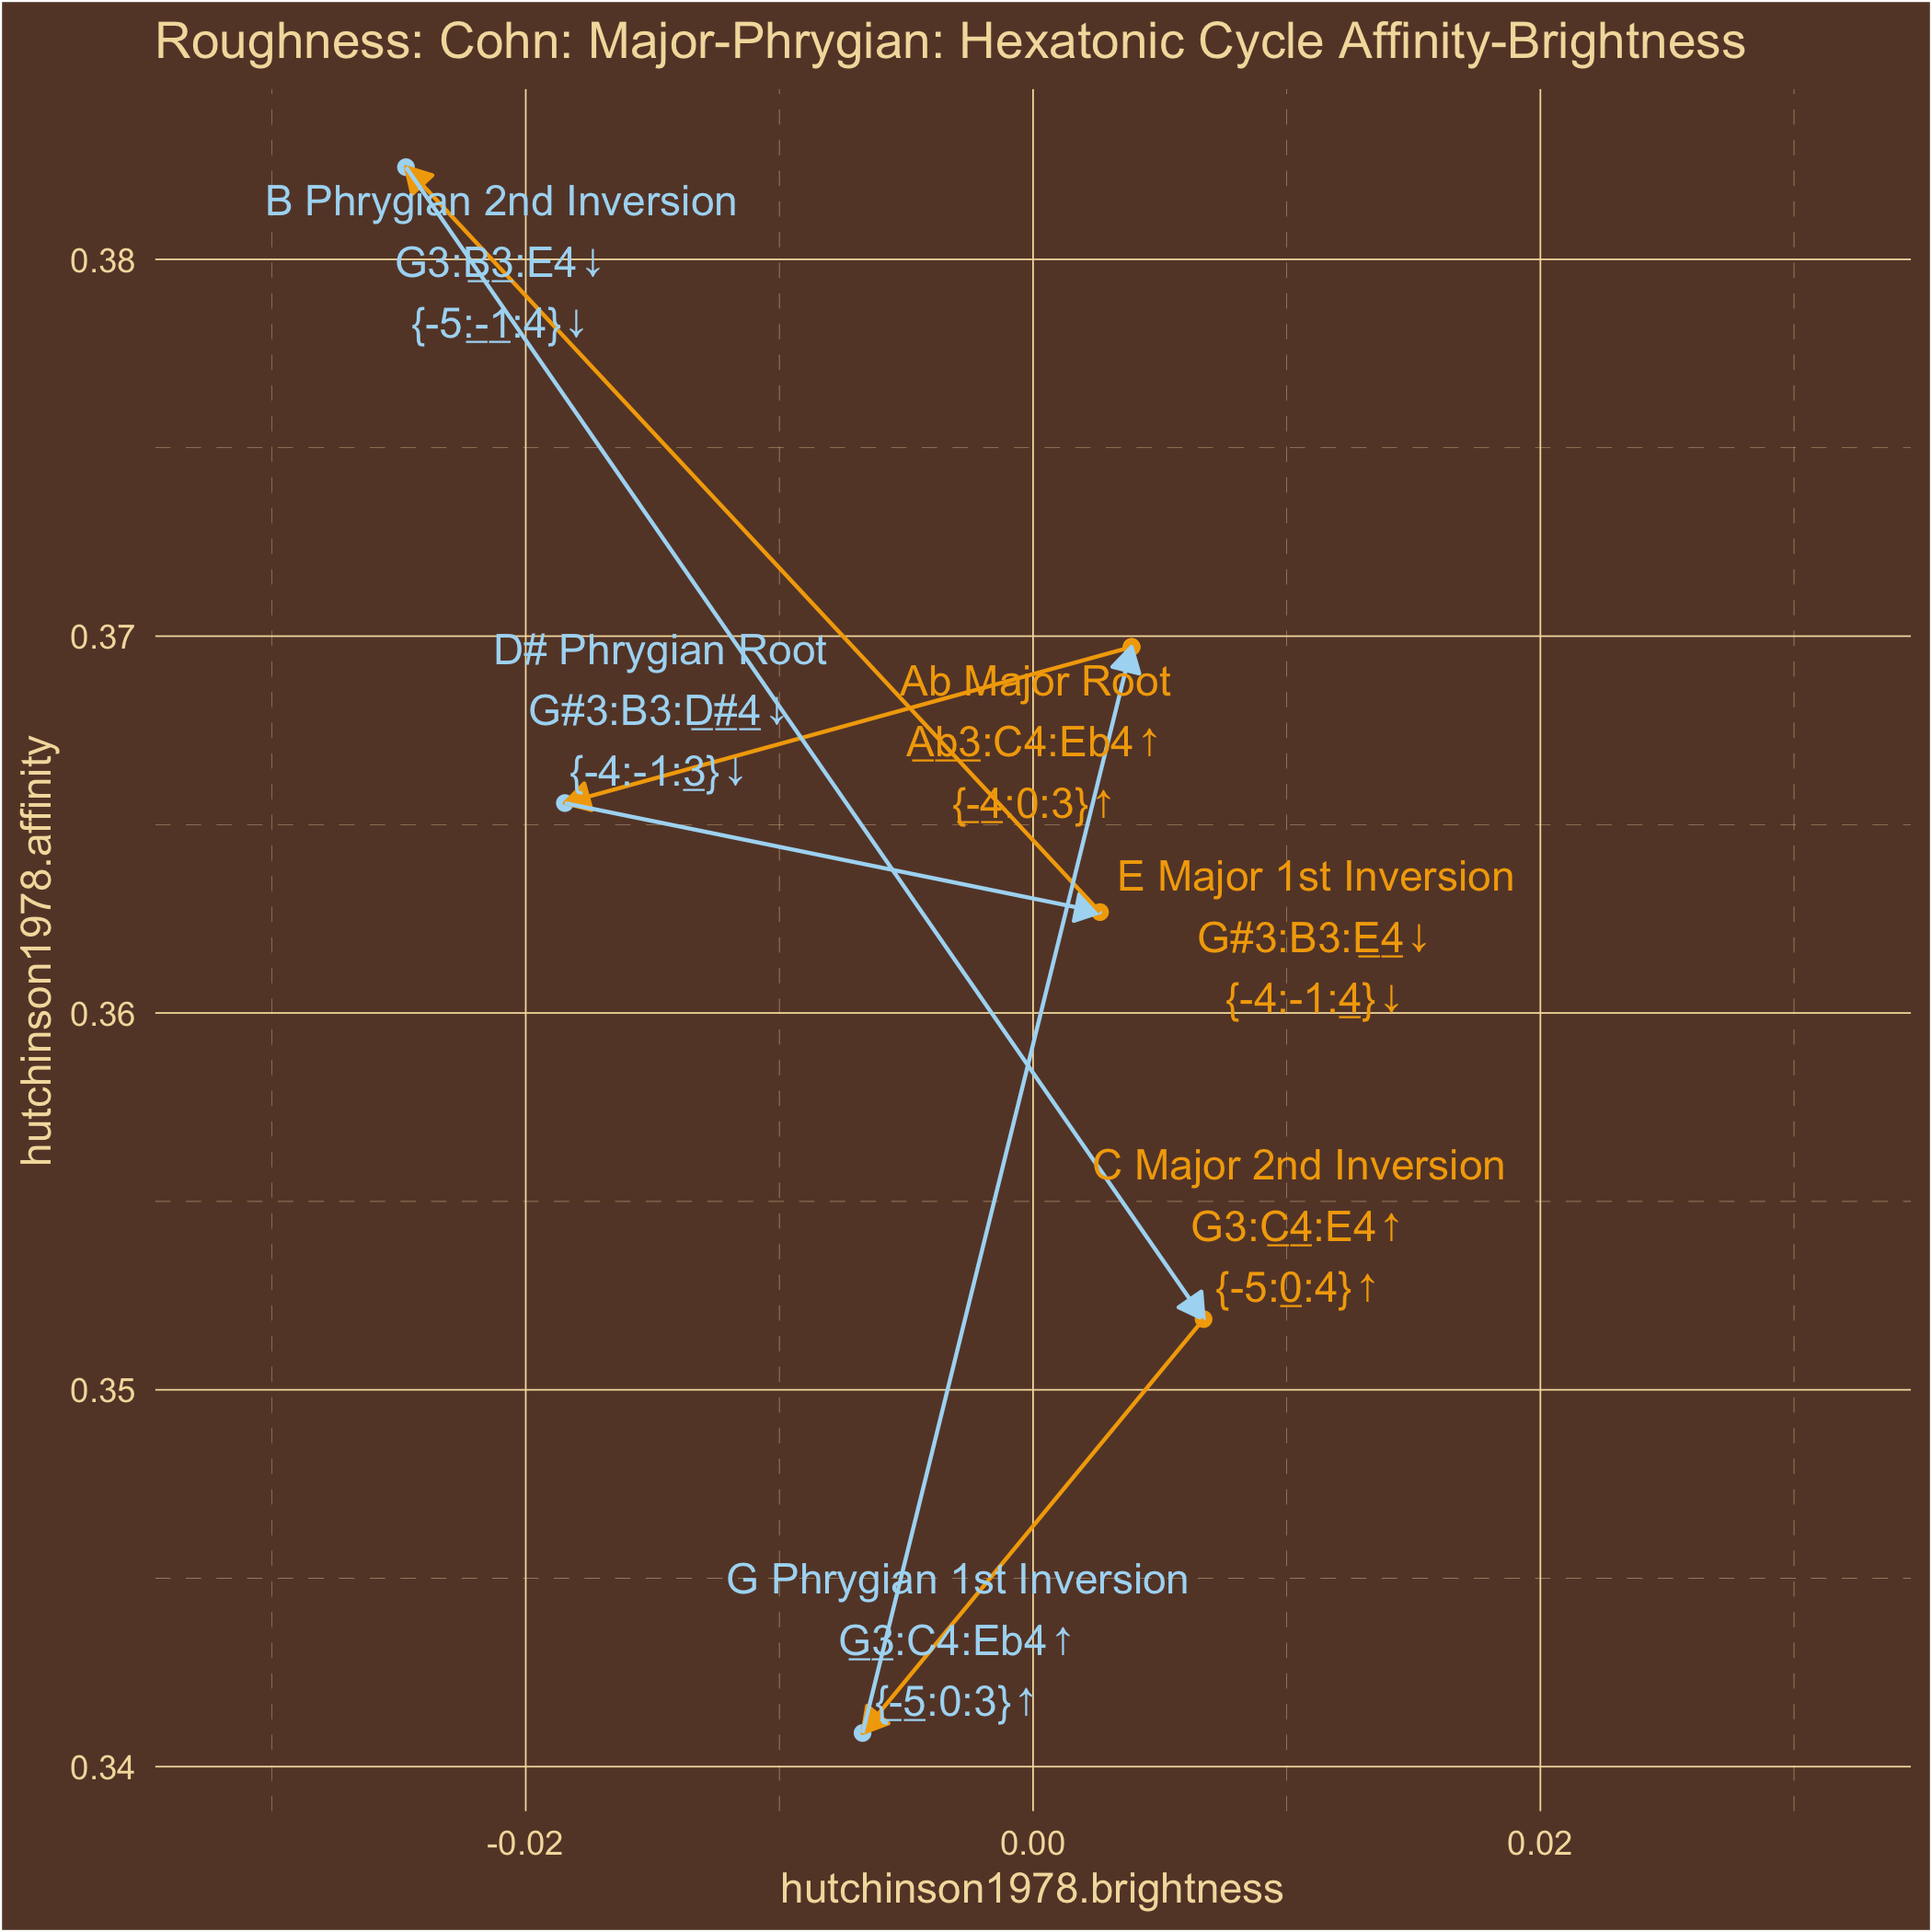 Roughness: Cohn: Major-Phrygian: Hexatonic Cycle Affinity-Brightness
hutchinson1978.affinity
0.38
0.37
0.36
0.35
0.34
B Phrygian 2nd Inversion
G3:B3:E4↓
{-5:-1:4}↓
D# Phrygian Root
G#3:B3:D#4↓
{-4:-1:3}↓
Ab Major Root
Ab3:C4:Eb4↑
{-4:0:3}↑
E Major 1st Inversion
G#3:B3:E4↓
{-4:-1:4}↓
C Major 2nd Inversion
G3:C4:E4↑
{-5:0:4}↑
G Phrygian 1st Inversion
G3:C4:Eb4↑
{-5:0:3}↑
-0.02
0.00
0.02
hutchinson1978.brightness